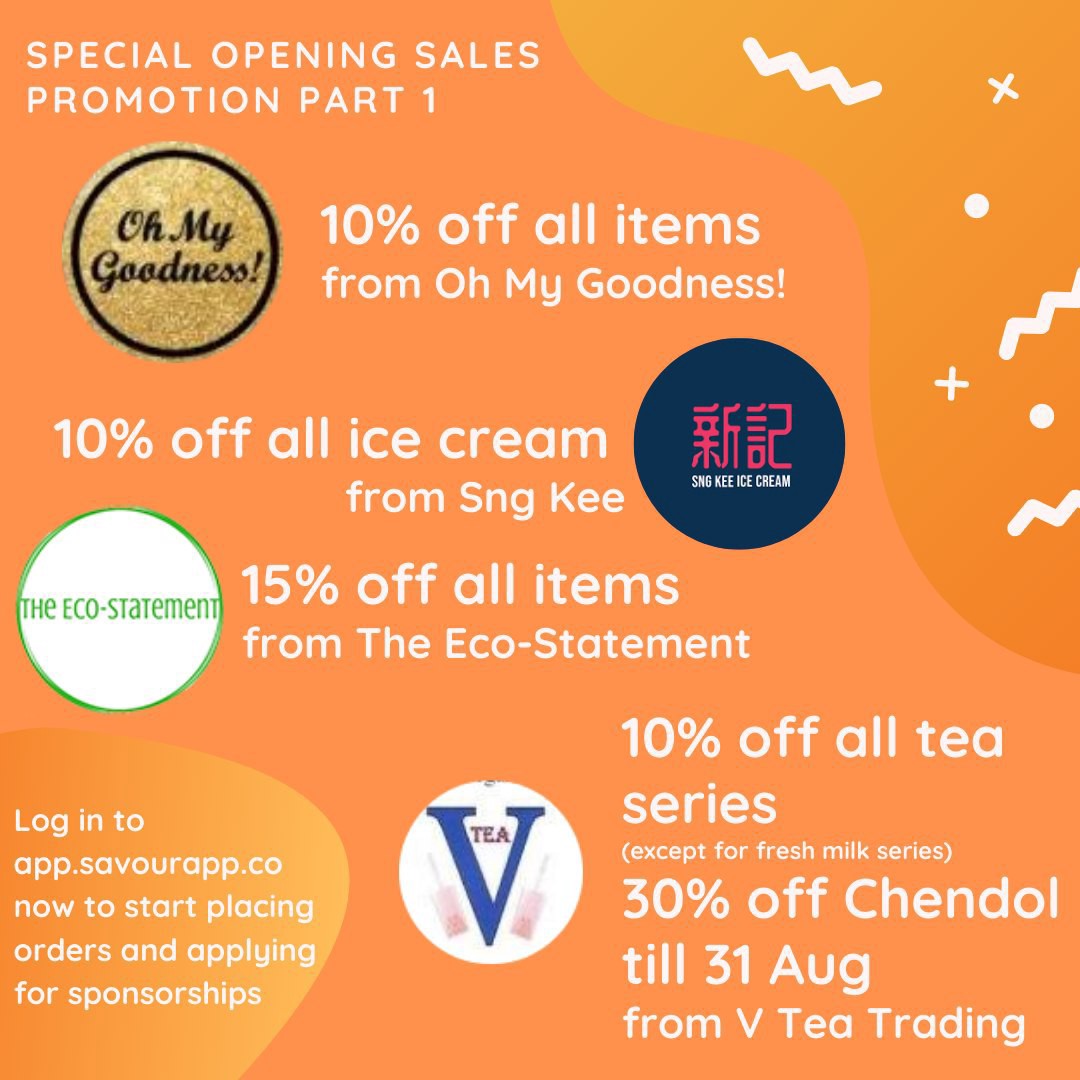 SPECIAL OPENING SALES
PROMOTION PART 1
Oh My
Goodness!
10% off all items
from Oh My Goodness!
10% off all ice cream
from Sng Kee
新記
SNG KEE ICE CREAM
THE ECO-STATEMENT
15% off all items
from The Eco-Statement
10% off all tea
series
(except for fresh milk series)
30% off Chendol
till 31 Aug
from V Tea Trading
V
TEA
Log in to
app.savourapp.co
now to start placing
orders and applying
for sponsorships